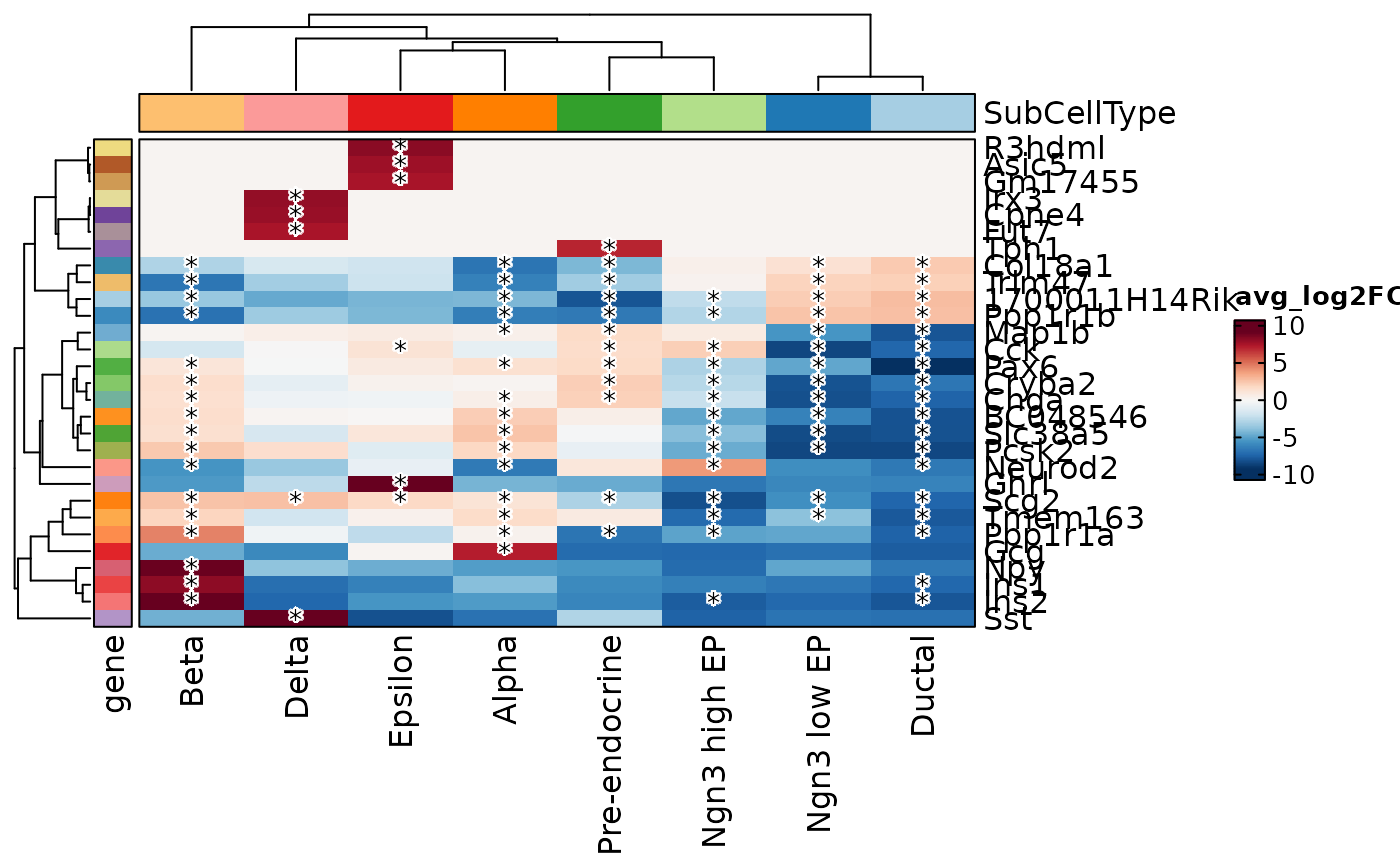 SubCellType
R3hdml
Asic5
Gm17455
Irx3
Cpne4
Fut7
Tph1
Col18a1
Trim47
1700011H14Rik
Ppp1r1b
Map1b
Cck
Pax6
Cryba2
Chga
BC048546
Slc38a5
Pcsk2
Neurod2
Ghrl
Scg2
Tmem163
Ppp1r1a
Gcg
Npy
Ins1
Ins2
Sst
avg_log2FC
10
5
0
-5
-10
gene
Beta
Delta
Epsilon
Alpha
Pre-endocrine
Ngn3 high EP
Ngn3 low EP
Ductal